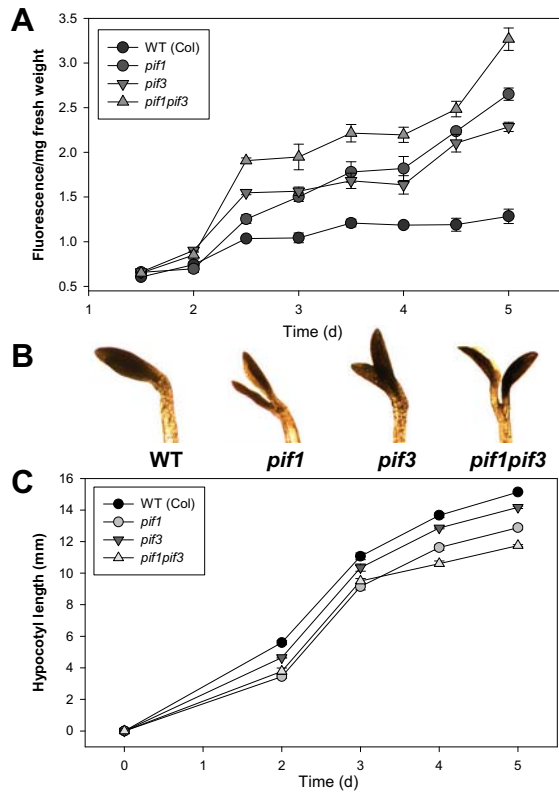 A
3.5
3.0
2.5
2.0
1.5
1.0
0.5
Fluorescence/mg fresh weight
WT (Col)
pif1
pif3
pif1pif3
1 2 3 4 5
Time (d)
B
WT pif1 pif3 pif1pif3
C
16
14
12
10
8
6
4
2
0
Hypocotyl length (mm)
WT (Col)
pif1
pif3
pif1pif3
0 1 2 3 4 5
Time (d)